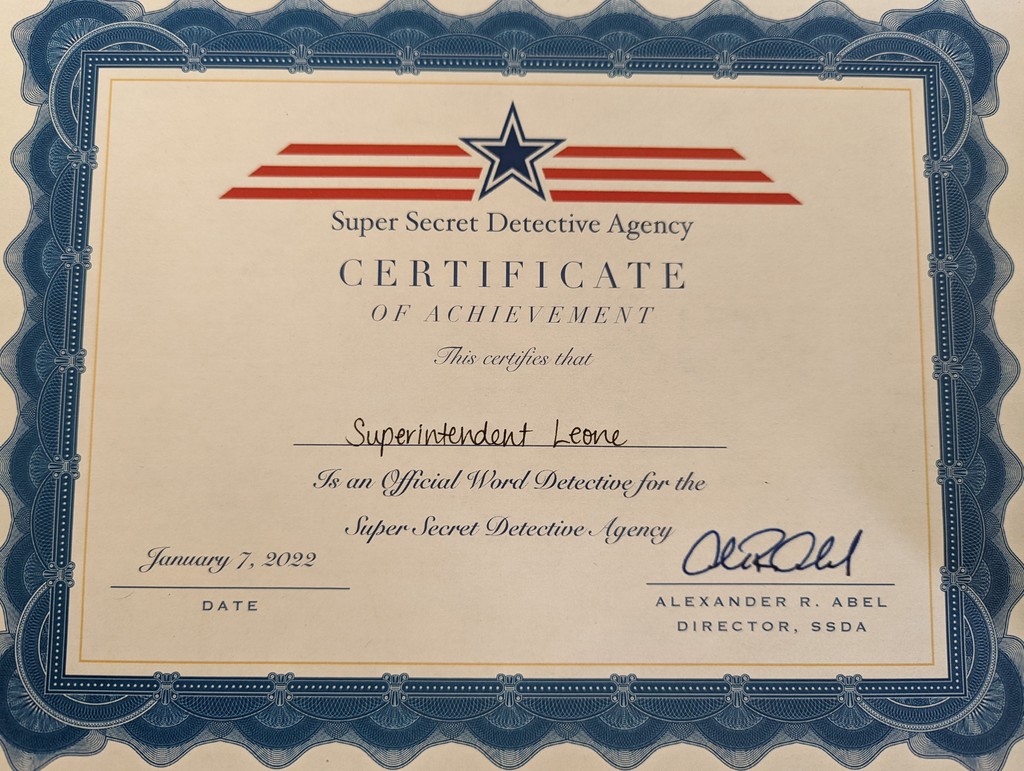 Super Secret Detective Agency
CERTIFICATE
OF ACHIEVEMENT
This certifies that
Superintendent Leone
Is an Official Word Detective for the
Super Secret Detective Agency
January 7, 2022
DATE
ALEXANDER R. ABEL
DIRECTOR, SSDA